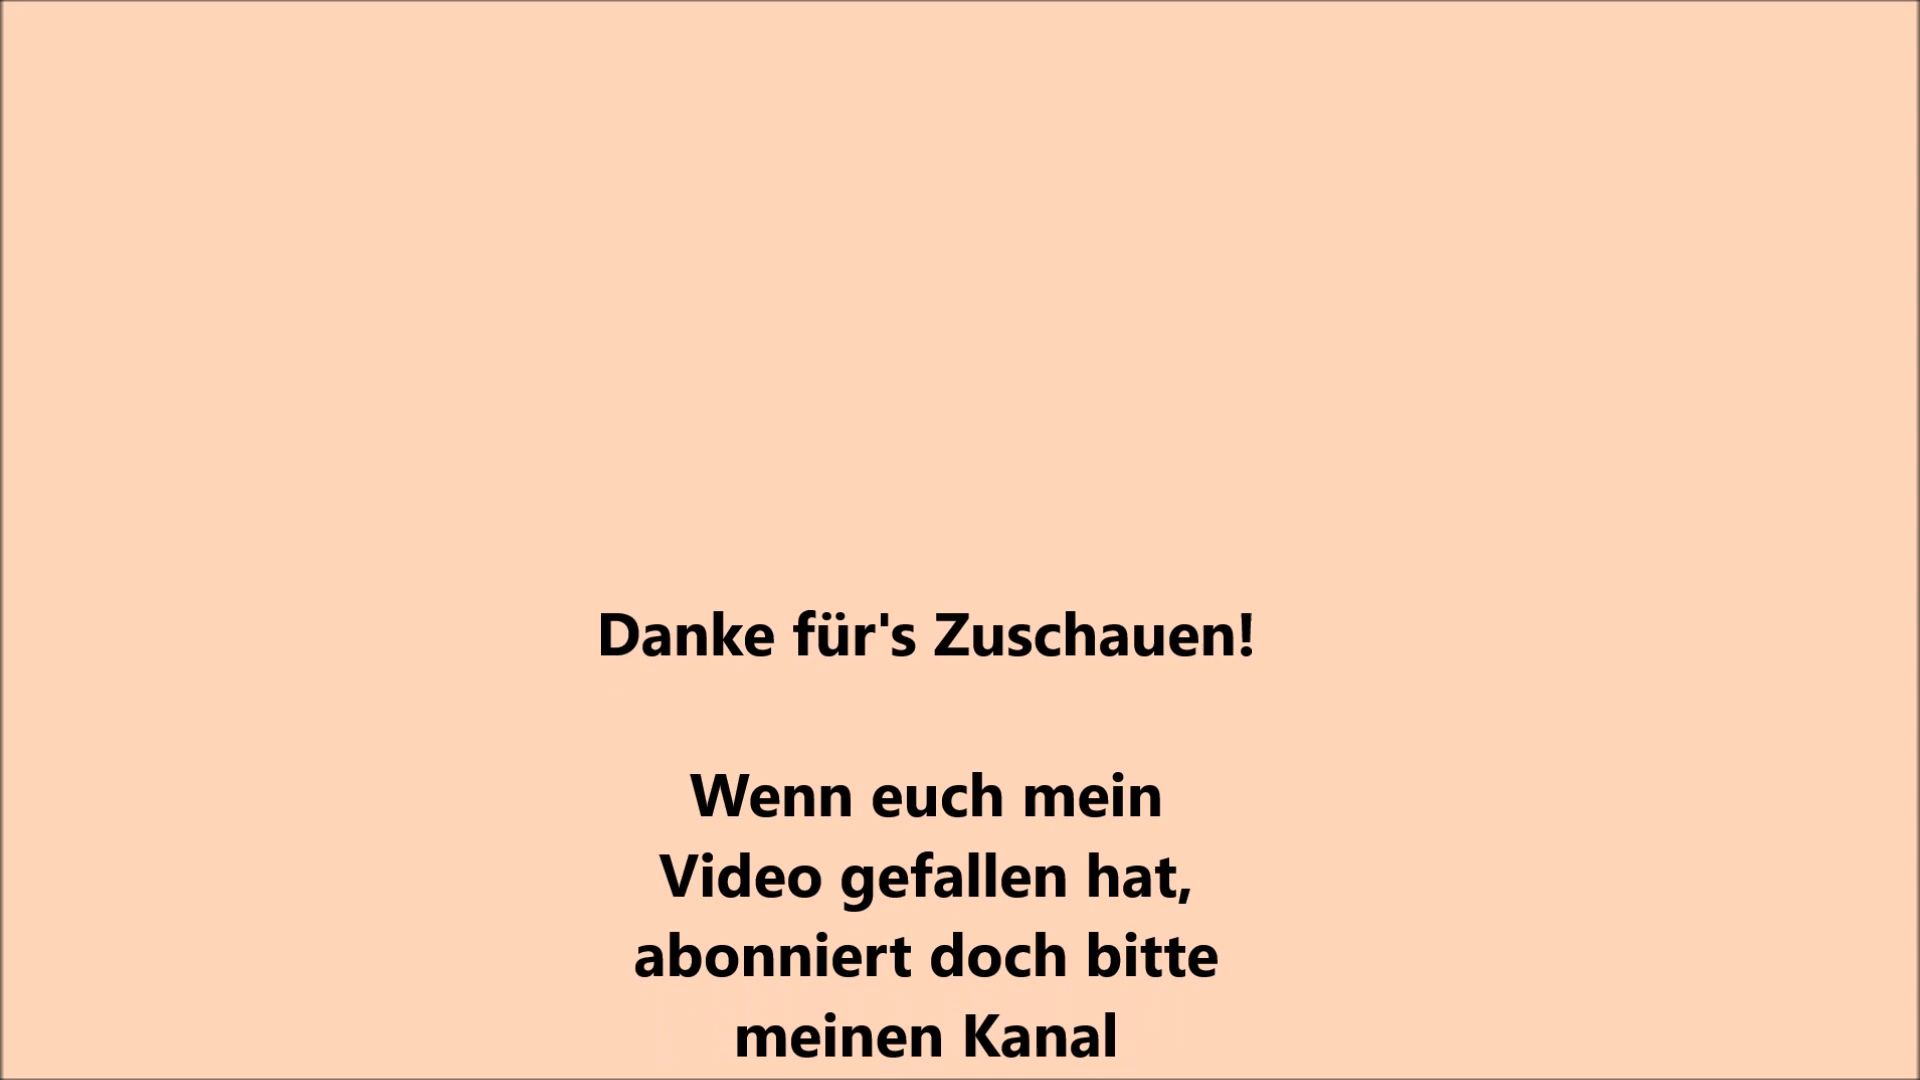 Danke für's Zuschauen!
Wenn euch mein
Video gefallen hat,
abonniert doch bitte
meinen Kanal